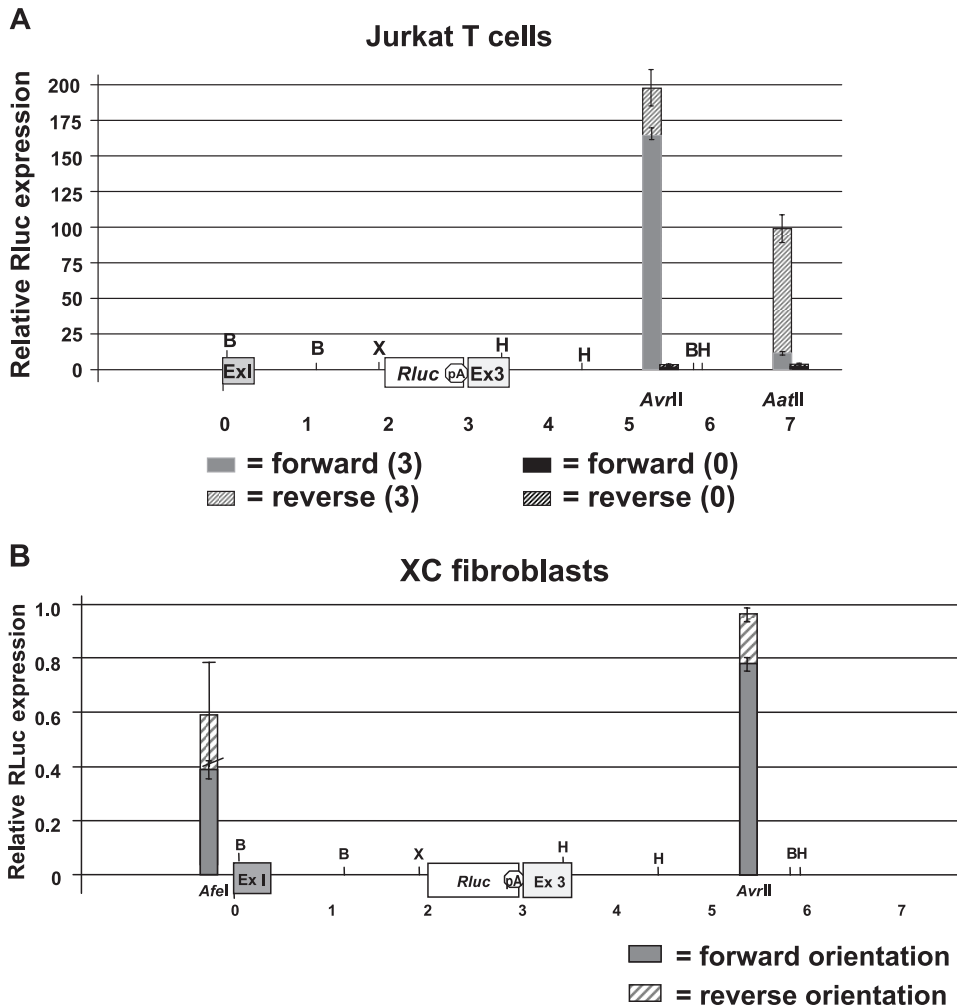 A
Jurkat T cells
Relative Rluc expression
200
175
150
125
100
75
50
25
0
B
B
X
H
H
BH
ExI
Rluc
pA
Ex3
AvrII
AatII
0 1 2 3 4 5 6 7
= forward (3)
= forward (0)
= reverse (3)
= reverse (0)
B
XC fibroblasts
Relative RLuc expression
1.0
0.8
0.6
0.4
0.2
0
B
B
X
H
H
BH
AfeI
Ex I
Rluc
pA
Ex 3
AvrII
0 1 2 3 4 5 6 7
= forward orientation
= reverse orientation